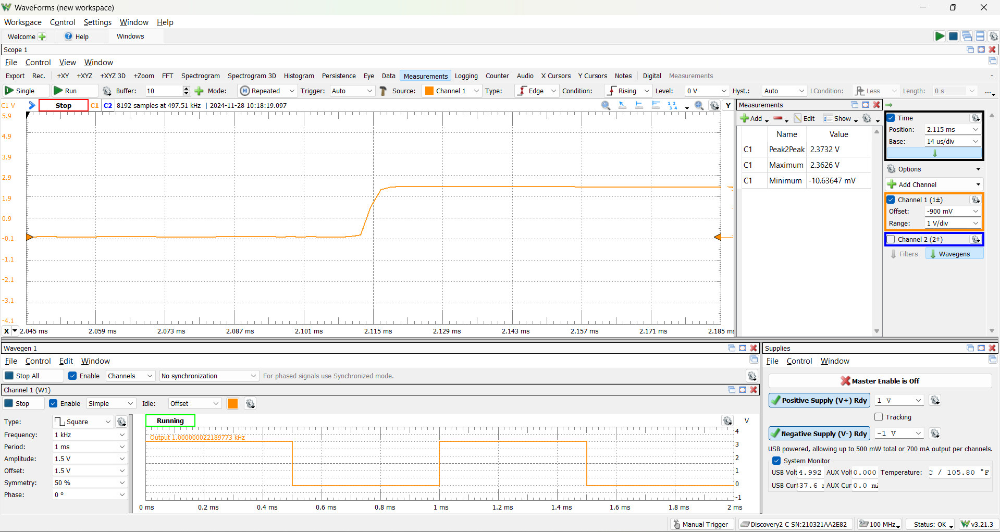 WaveForms (new workspace)
Workspace Control Settings Window Help
Welcome Help Windows
Scope 1
File Control View Window
Export Rec. +XY +XYZ +XYZ 3D +Zoom FFT Spectrogram Spectrogram 3D Histogram Persistence Eye Data Measurements Logging Counter Audio X Cursors Y Cursors Notes Digital Measurements
Single Run Buffer: 10 Mode: Repeated Trigger: Auto Source: Channel 1 Type: Edge Condition: Rising Level: 0 V Hyst.: Auto LCondition: Less Length: 0 s ...
C1 V Stop C1 C2 8192 samples at 497.51 kHz | 2024-11-28 10:18:19.097 Y
5.9
4.9
3.9
2.9
1.9
0.9
-0.1
-1.1
-2.1
-3.1
-4.1
X 2.045 ms 2.059 ms 2.073 ms 2.087 ms 2.101 ms 2.115 ms 2.129 ms 2.143 ms 2.157 ms 2.171 ms 2.185 ms
Measurements
Add Edit Show
Name Value
C1 Peak2Peak 2.3732 V
C1 Maximum 2.3626 V
C1 Minimum -10.63647 mV
Time
Position: 2.115 ms
Base: 14 us/div
Options
Add Channel
Channel 1 (1±)
Offset: -900 mV
Range: 1 V/div
Channel 2 (2±)
Filters Wavegens
Wavegen 1
File Control Edit Window
Stop All Enable Channels No synchronization For phased signals use Synchronized mode.
Channel 1 (W1)
Stop Enable Simple Idle: Offset
Type: Square
Frequency: 1 kHz
Period: 1 ms
Amplitude: 1.5 V
Offset: 1.5 V
Symmetry: 50 %
Phase: 0 º
Running V
Output 1.000000022189773 kHz
4
3
2
1
0
-1
0 ms 0.2 ms 0.4 ms 0.6 ms 0.8 ms 1 ms 1.2 ms 1.4 ms 1.6 ms 1.8 ms 2 ms
Supplies
File Control Window
Master Enable is Off
Positive Supply (V+) Rdy 1 V
Tracking
Negative Supply (V-) Rdy -1 V
USB powered, allowing up to 500 mW total or 700 mA output per channels.
System Monitor
USB Volt 4.992 AUX Volt 0.000 Temperature: C / 105.80 °F
USB Cur 37.6 AUX Cur 0.0
Manual Trigger Discovery2 C SN:210321AA2E82 100 MHz Status: OK v3.21.3